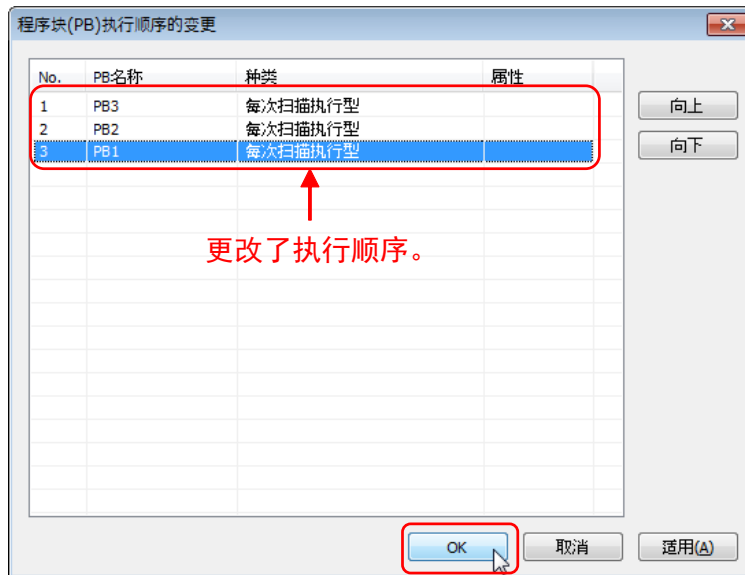 程序块(PB)执行顺序的变更
No. PB名称 种类 属性
1 PB3 每次扫描执行型
2 PB2 每次扫描执行型
3 PB1 每次扫描执行型
向上
向下
更改了执行顺序。
OK 取消 适用(A)